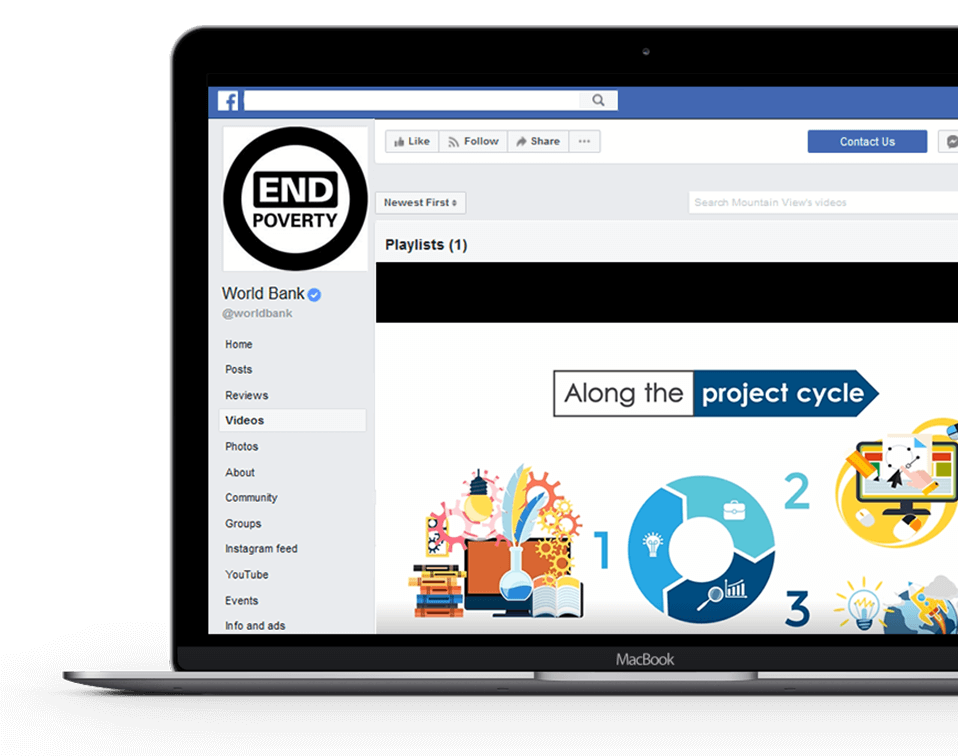 f
Like
Follow
Share
Contact Us
END
POVERTY
Newest First
Search Mountain View's videos
Playlists (1)
World Bank
@worldbank
Home
Posts
Reviews
Videos
Photos
About
Community
Groups
Instagram feed
YouTube
Events
Info and ads
Along the project cycle
1
2
3
MacBook